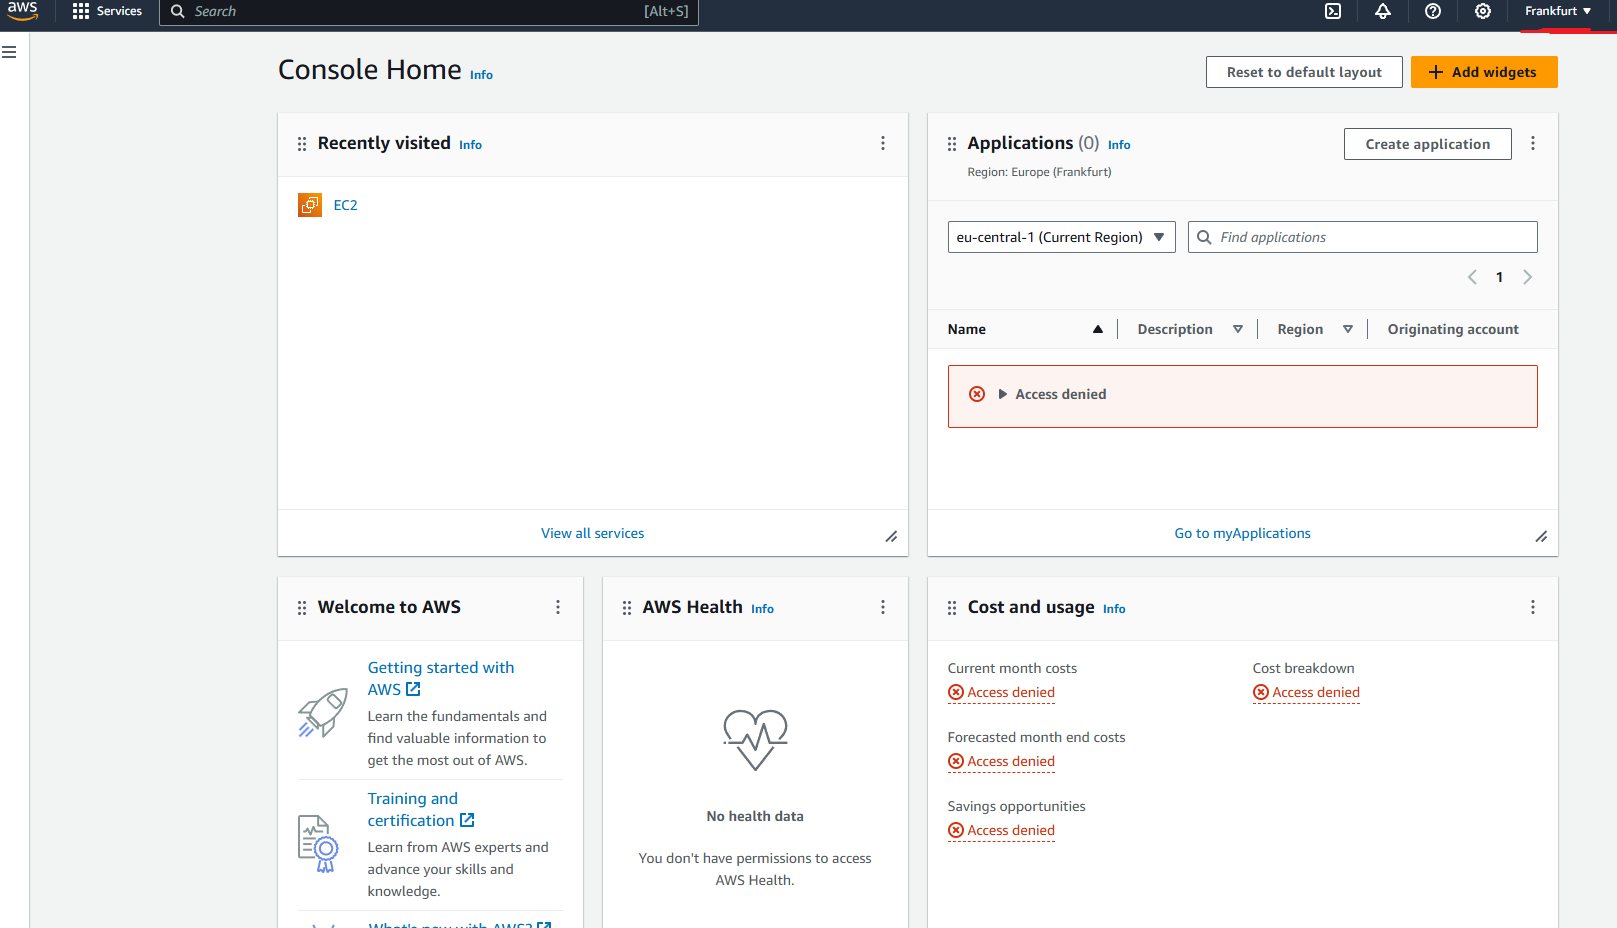 aws
Services
Search
[Alt+S]
Frankfurt
Console Home Info
Reset to default layout
Add widgets
Recently visited Info
EC2
View all services
Applications (0) Info
Region: Europe (Frankfurt)
Create application
eu-central-1 (Current Region)
Find applications
1
Name
Description
Region
Originating account
Access denied
Go to myApplications
Welcome to AWS
Getting started with
AWS
Learn the fundamentals and
find valuable information to
get the most out of AWS.
Training and
certification
Learn from AWS experts and
advance your skills and
knowledge.
What's new with AWS?
AWS Health Info
No health data
You don't have permissions to access
AWS Health.
Cost and usage Info
Current month costs
Access denied
Cost breakdown
Access denied
Forecasted month end costs
Access denied
Savings opportunities
Access denied